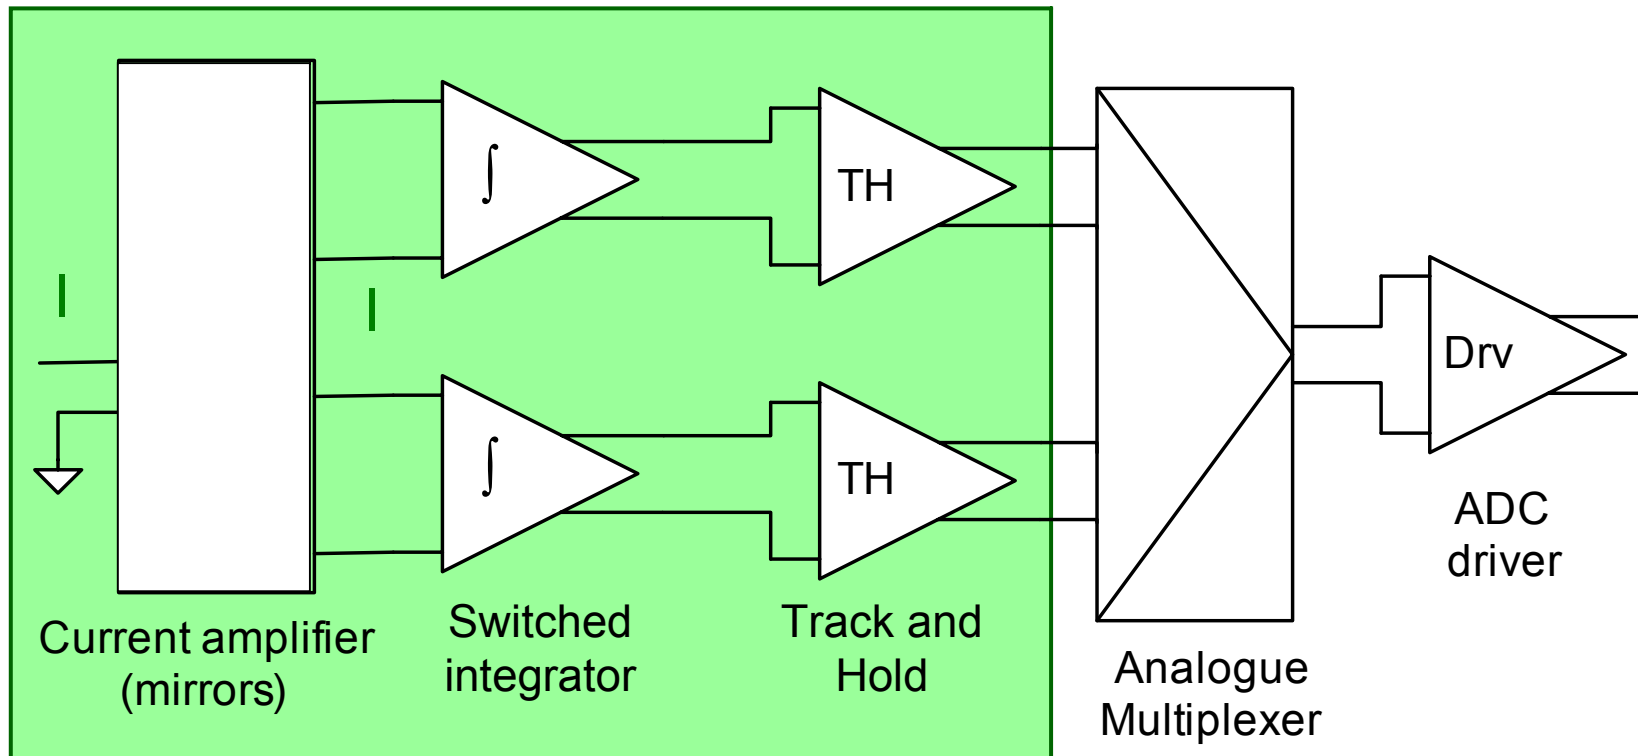 I
I
∫
TH
∫
TH
Drv
Current amplifier
(mirrors)
Switched
integrator
Track and
Hold
Analogue
Multiplexer
ADC
driver